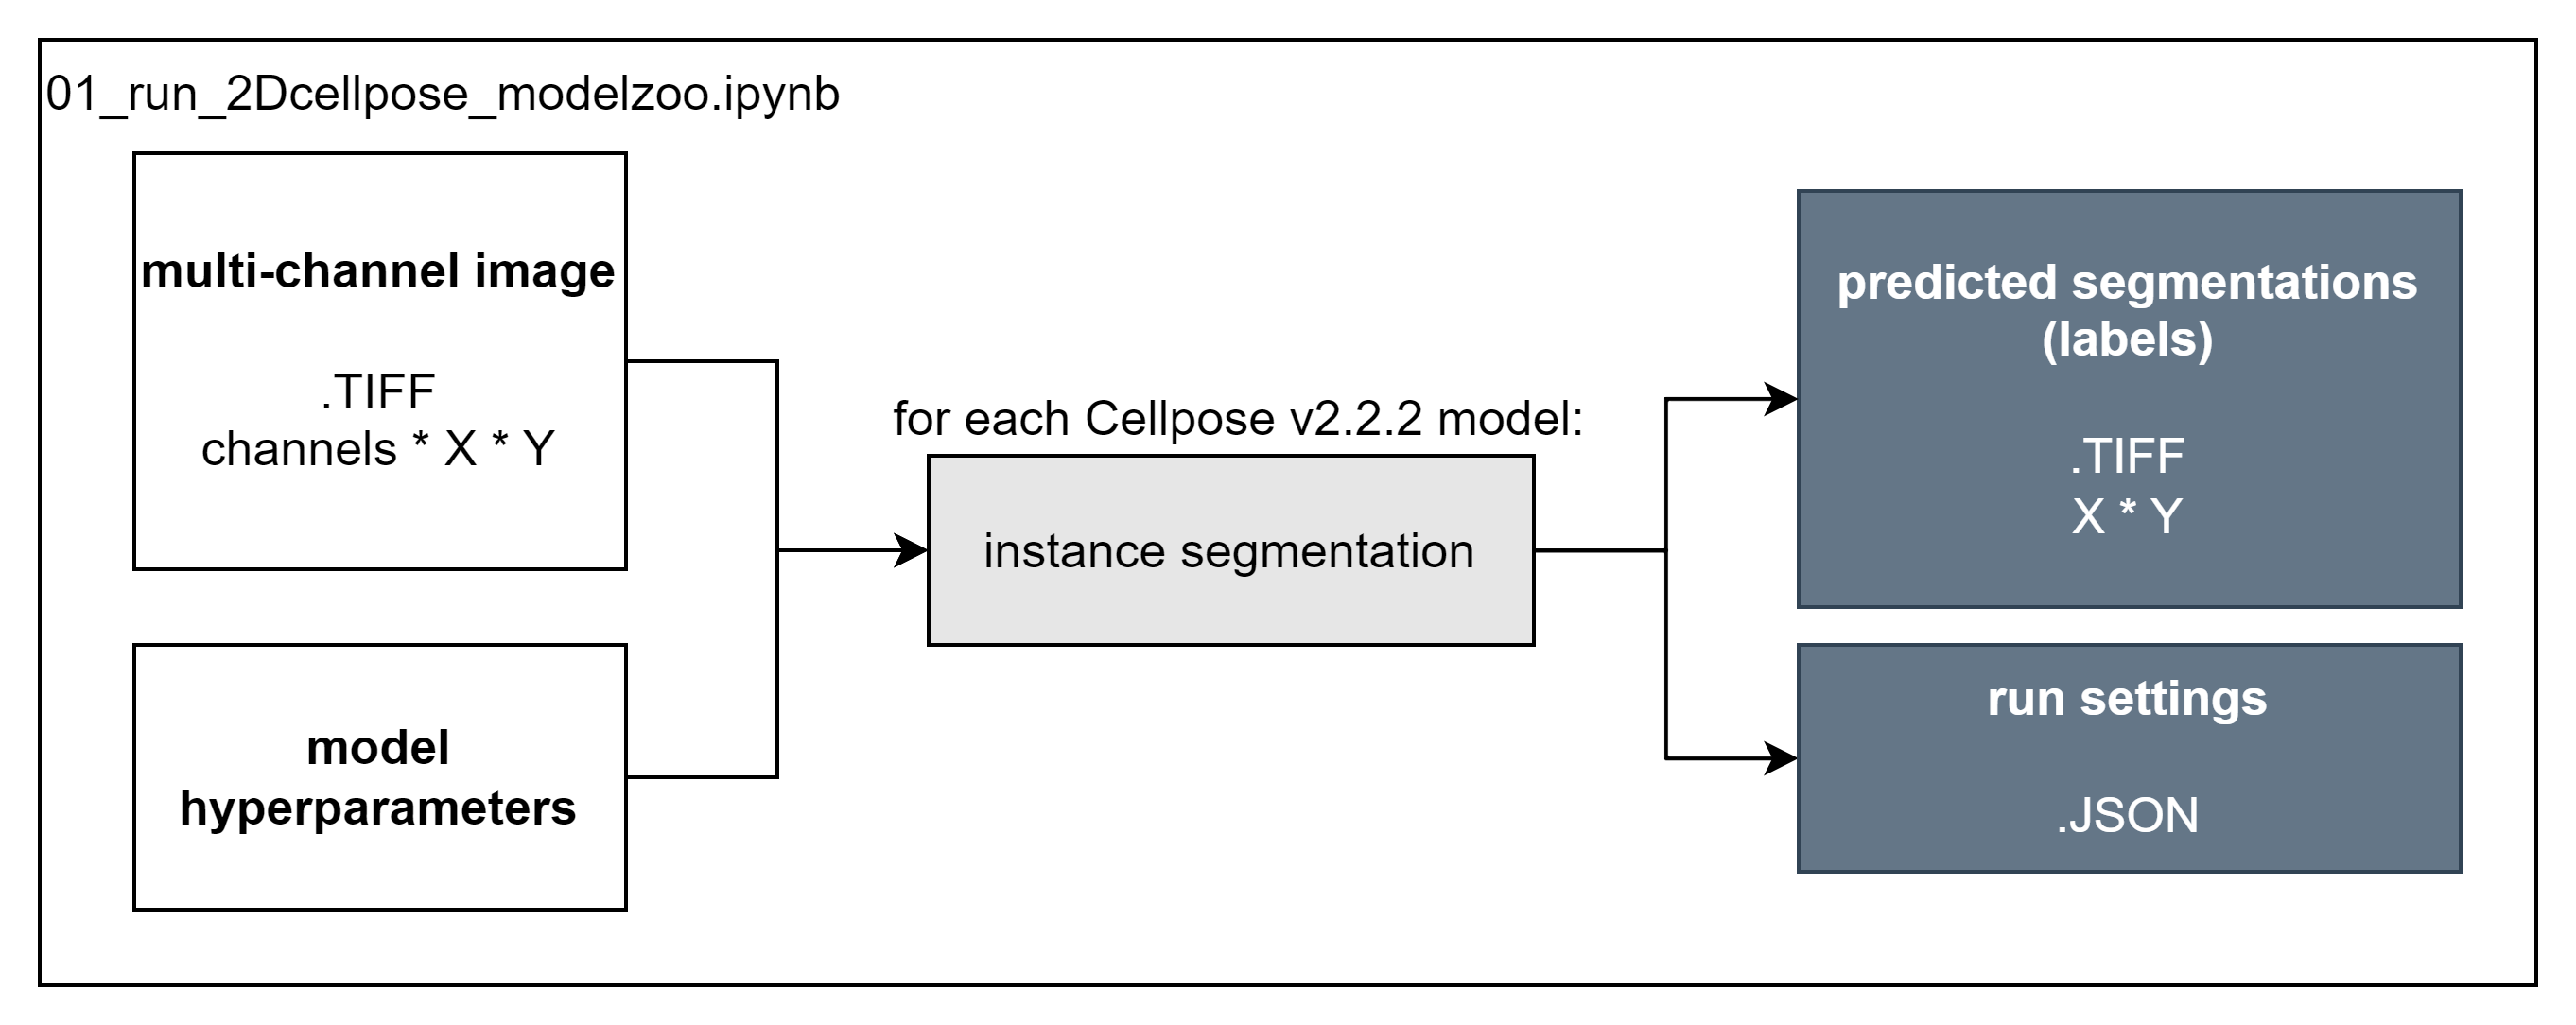 01_run_2Dcellpose_modelzoo.ipynb
multi-channel image
.TIFF
channels * X * Y
model
hyperparameters
for each Cellpose v2.2.2 model:
instance segmentation
predicted segmentations
(labels)
.TIFF
X * Y
run settings
.JSON